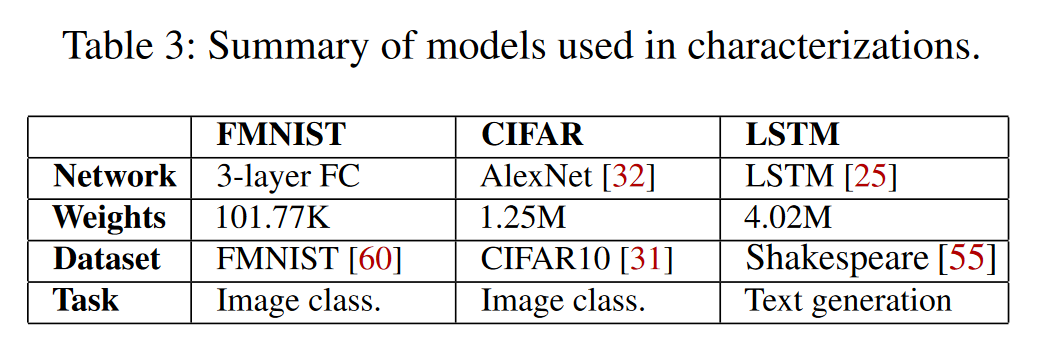 Table 3: Summary of models used in characterizations.
FMNIST CIFAR LSTM
Network 3-layer FC AlexNet [32] LSTM [25]
Weights 101.77K 1.25M 4.02M
Dataset FMNIST [60] CIFAR10 [31] Shakespeare [55]
Task Image class. Image class. Text generation